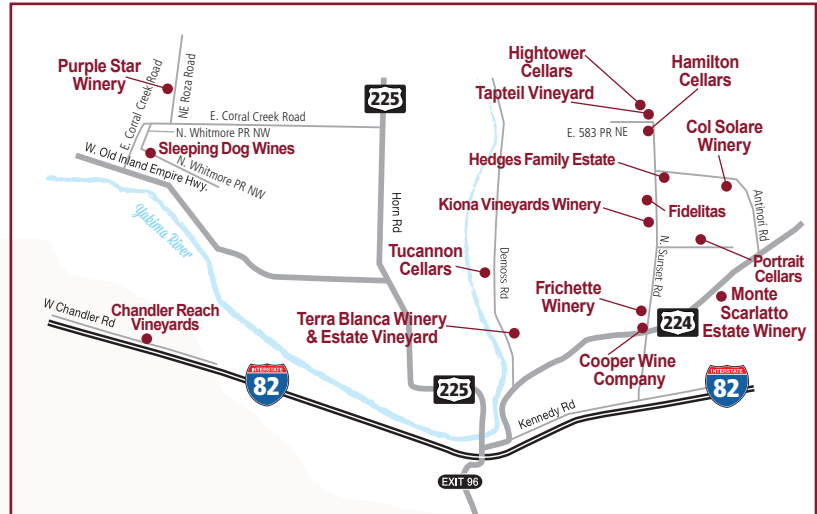 Purple Star
Winery
E. Corral Creek Road
NE Roza Road
E. Corral Creek Road
N. Whitmore PR NW
Sleeping Dog Wines
N. Whitmore PR NW
W. Old Inland Empire Hwy.
Yakima River
W Chandler Rd
Chandler Reach
Vineyards
INTERSTATE
82
225
Horn Rd
225
EXIT 96
Tucannon
Cellars
Demoss Rd
Terra Blanca Winery
& Estate Vineyard
Kennedy Rd
Hightower
Cellars
Tapteil Vineyard
Hamilton
Cellars
E. 583 PR NE
Col Solare
Winery
Hedges Family Estate
Antinori Rd
Kiona Vineyards Winery
Fidelitas
N. Sunset Rd
Portrait
Cellars
Frichette
Winery
224
Monte
Scarlatto
Estate Winery
Cooper Wine
Company
INTERSTATE
82